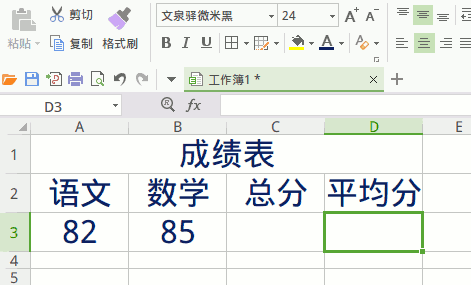 剪切 文泉驿微米黑 24 A+ A-
粘贴 复制 格式刷 B I U A
工作簿1 *
D3 fx
A B C D E
1 成绩表
2 语文 数学 总分 平均分
3 82 85
4
5